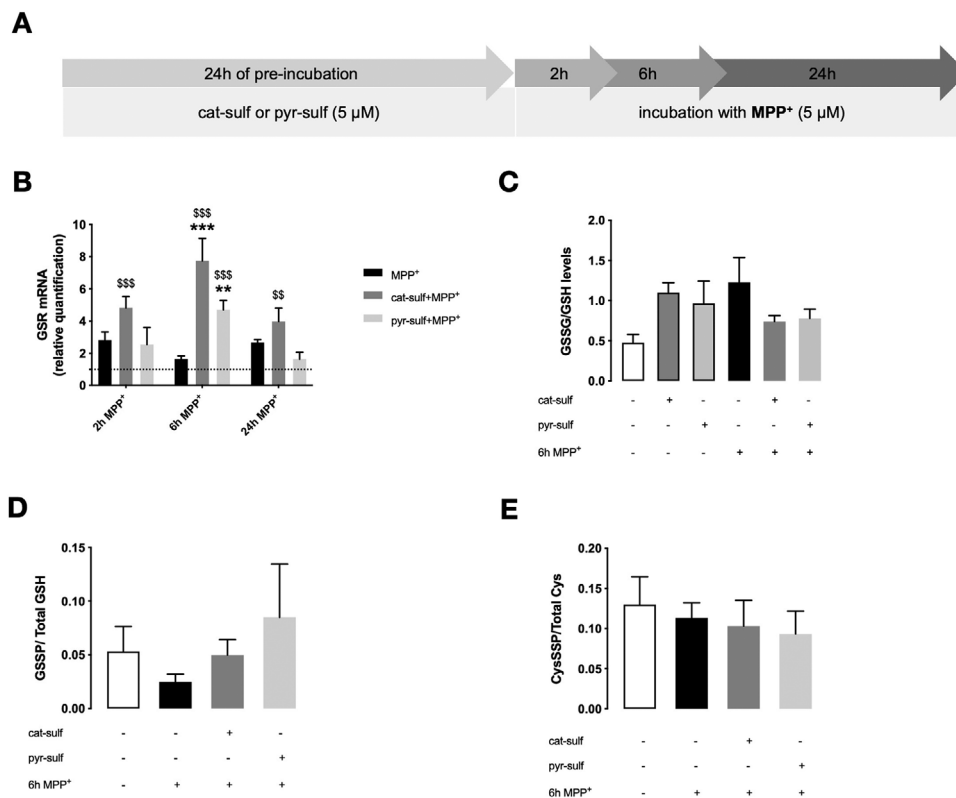 A
24h of pre-incubation
2h
6h
24h
cat-sulf or pyr-sulf (5 µM)
incubation with MPP⁺ (5 µM)
B
GSR mRNA
(relative quantification)
10
8
6
4
2
0
$$$
$$$
***
$$$
**
$$
2h MPP⁺
6h MPP⁺
24h MPP⁺
MPP⁺
cat-sulf+MPP⁺
pyr-sulf+MPP⁺
C
GSSG/GSH levels
2.0
1.5
1.0
0.5
0.0
cat-sulf - + - - + -
pyr-sulf - - + - - +
6h MPP⁺ - - - + + +
D
GSSP/ Total GSH
0.15
0.10
0.05
0.00
cat-sulf - - + -
pyr-sulf - - - +
6h MPP⁺ - + + +
E
CysSSP/Total Cys
0.20
0.15
0.10
0.05
0.00
cat-sulf - - + -
pyr-sulf - - - +
6h MPP⁺ - + + +